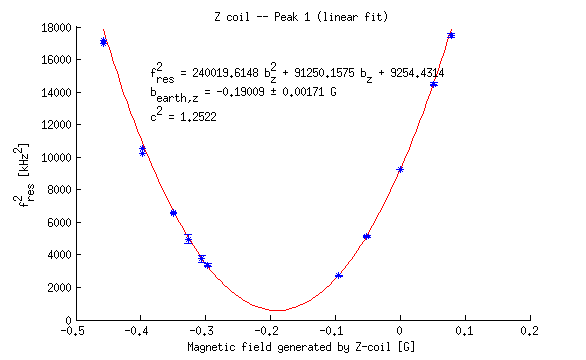 Z coil -- Peak 1 (linear fit)
18000
16000
14000
12000
10000
8000
6000
4000
2000
0
f²res [kHz²]
f²res = 240019.6148 b²z + 91250.1575 bz + 9254.4314
bearth,z = -0.19009 ± 0.00171 G
c² = 1.2522
-0.5 -0.4 -0.3 -0.2 -0.1 0 0.1 0.2
Magnetic field generated by Z-coil [G]